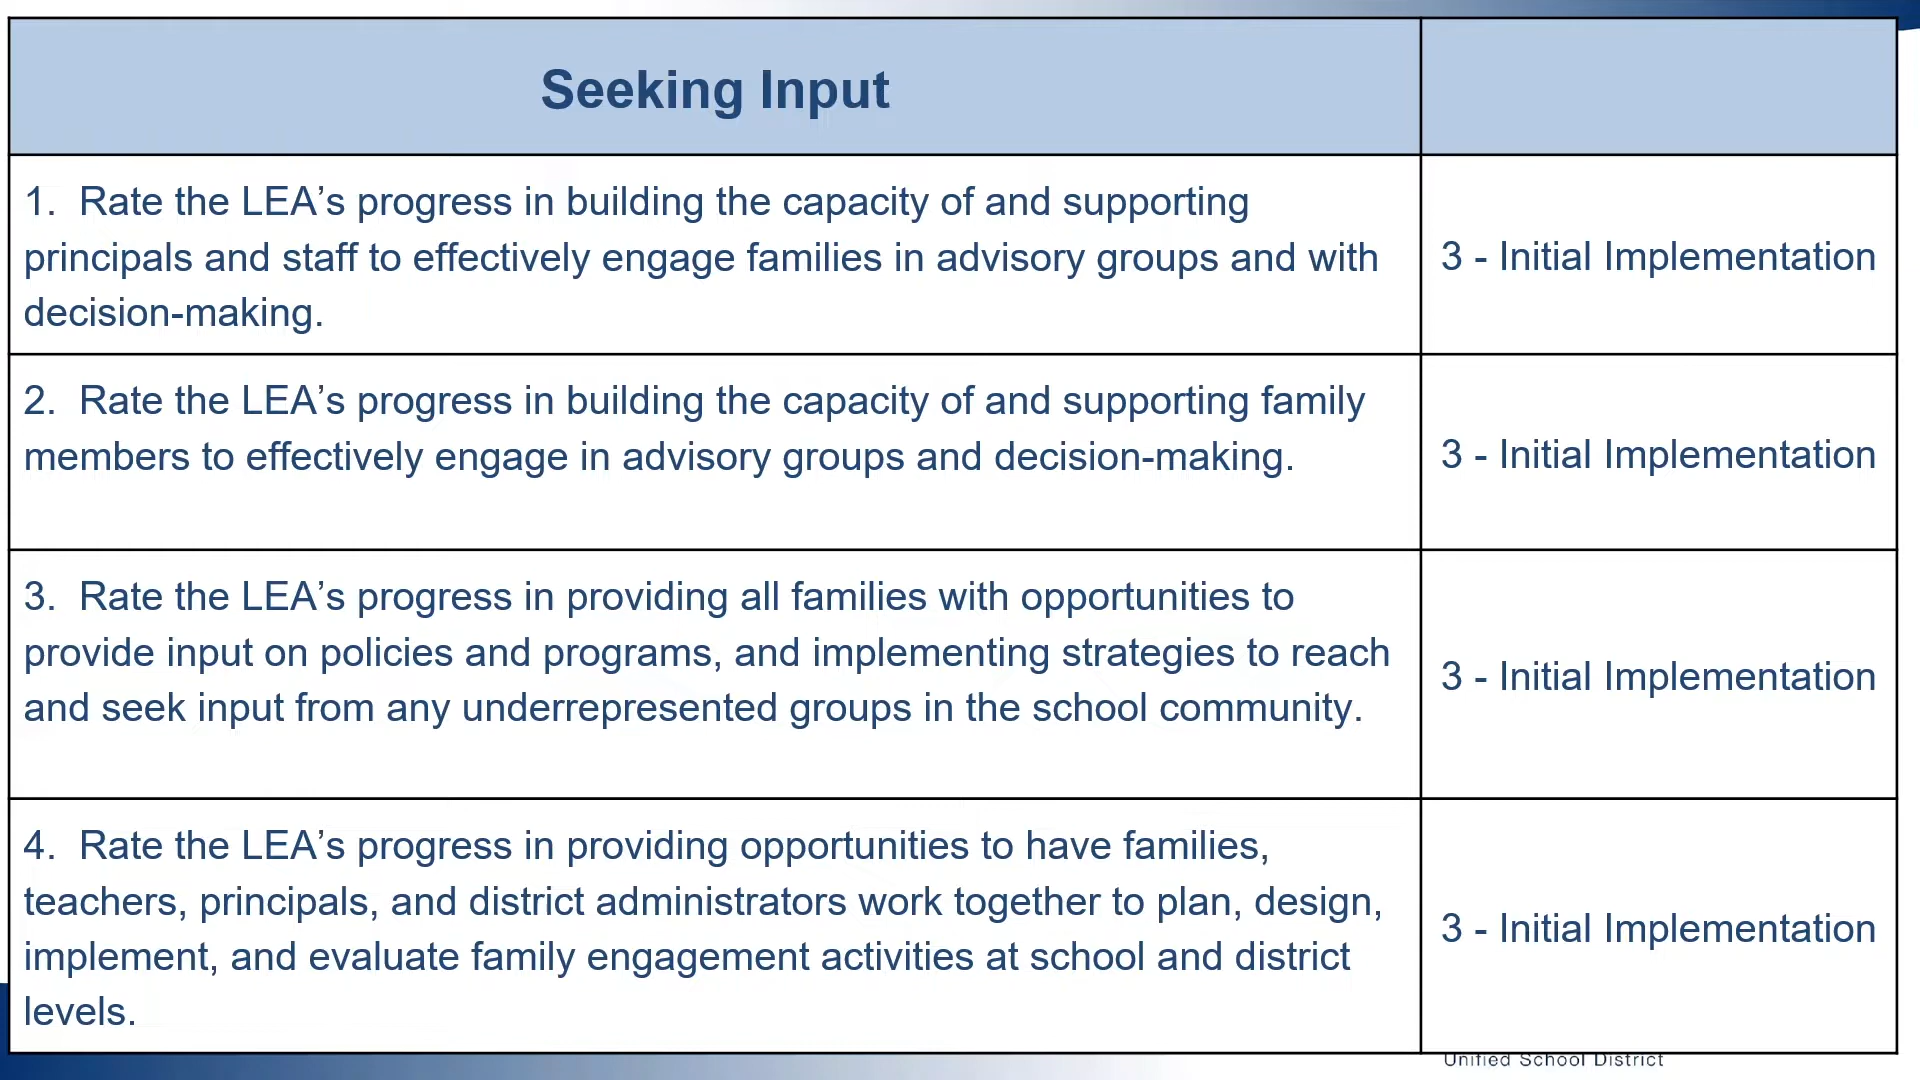 Seeking Input
1.  Rate the LEA’s progress in building the capacity of and supporting
principals and staff to effectively engage families in advisory groups and with
decision-making.
3 - Initial Implementation
2.  Rate the LEA’s progress in building the capacity of and supporting family
members to effectively engage in advisory groups and decision-making.
3 - Initial Implementation
3.  Rate the LEA’s progress in providing all families with opportunities to
provide input on policies and programs, and implementing strategies to reach
and seek input from any underrepresented groups in the school community.
3 - Initial Implementation
4.  Rate the LEA’s progress in providing opportunities to have families,
teachers, principals, and district administrators work together to plan, design,
implement, and evaluate family engagement activities at school and district
levels.
3 - Initial Implementation
Unified School District